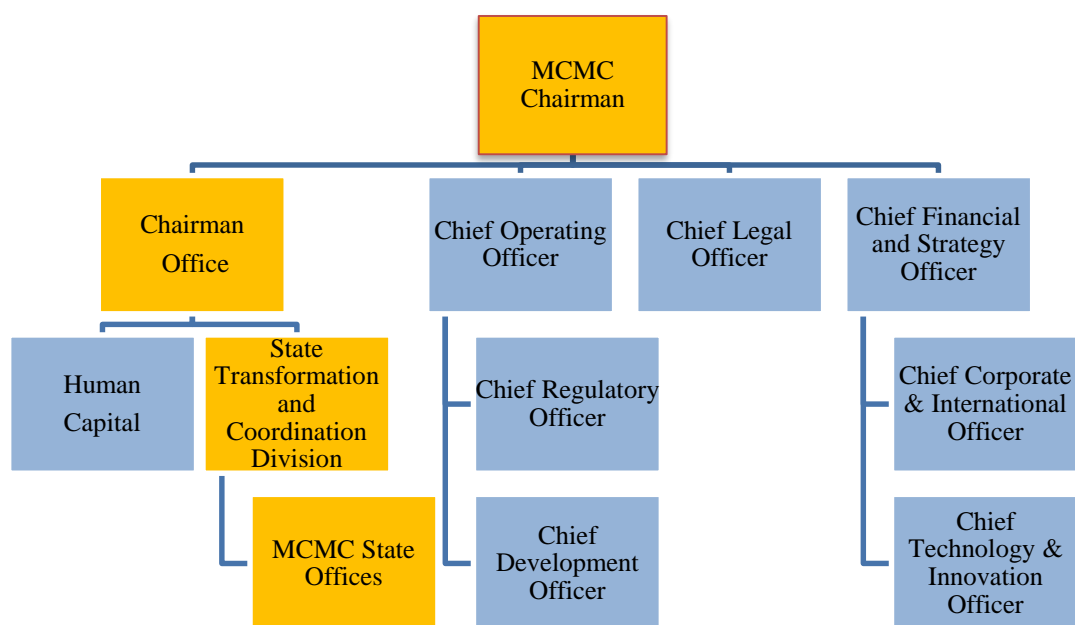 MCMC
Chairman
Chairman
Office
Chief Operating
Officer
Chief Legal
Officer
Chief Financial
and Strategy
Officer
Human
Capital
State
Transformation
and
Coordination
Division
Chief Regulatory
Officer
Chief Corporate
& International
Officer
MCMC State
Offices
Chief
Development
Officer
Chief
Technology &
Innovation
Officer